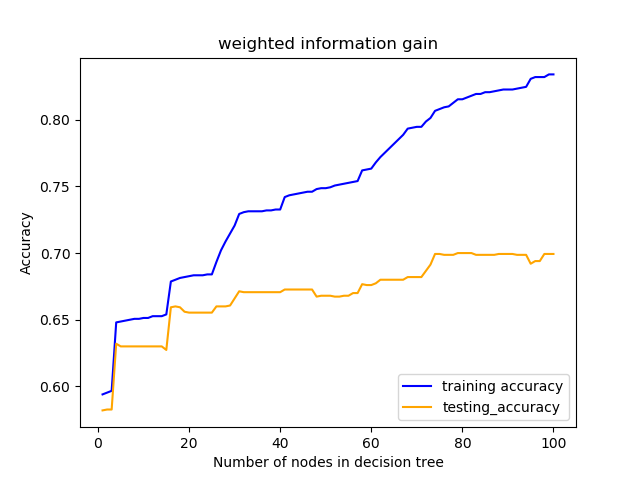 weighted information gain
Accuracy
0.80
0.75
0.70
0.65
0.60
0 20 40 60 80 100
Number of nodes in decision tree
training accuracy
testing_accuracy